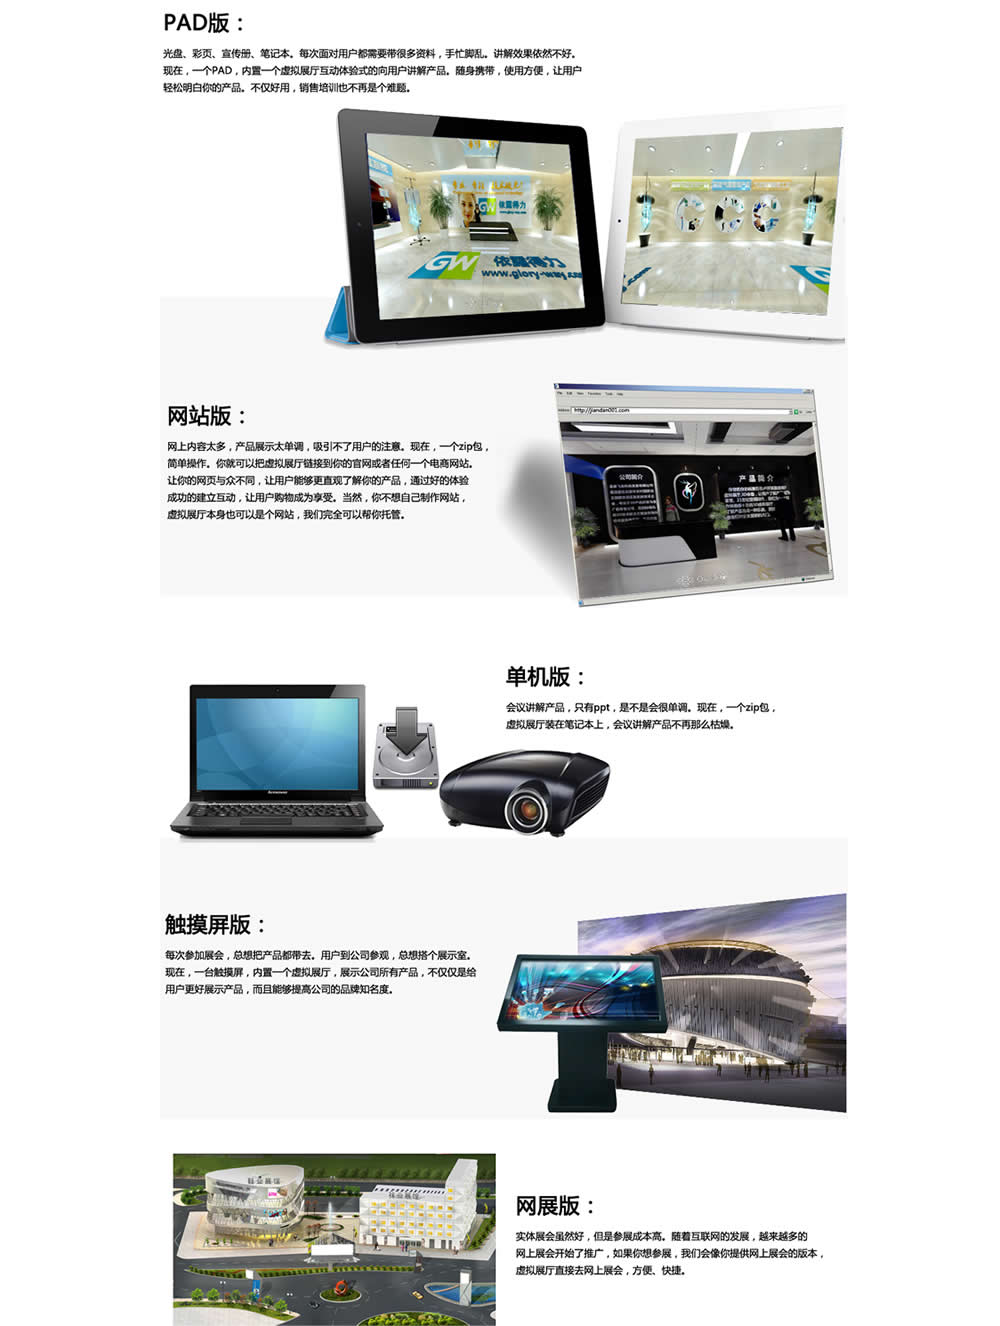 PAD版：
光盘、彩页、宣传册、笔记本。每次面对用户都需要带很多资料，手忙脚乱。讲解效果依然不好。
现在，一个PAD，内置一个虚拟展厅互动体验式的向用户讲解产品。随身携带，使用方便，让用户
轻松明白你的产品。不仅好用，销售培训也不再是个难题。
GW 依露得力
www.glory-way.com
GW 依露得力
www.glory-way.com
网站版：
网上内容太多，产品展示太单调，吸引不了用户的注意。现在，一个zip包，
简单操作。你就可以把虚拟展厅链接到你的官网或者任何一个电商网站。
让你的网页与众不同，让用户能够更直观了解你的产品，通过好的体验
成功的建立互动，让用户购物成为享受。当然，你不想自己制作网站，
虚拟展厅本身也可以是个网站，我们完全可以帮你托管。
File Edit View Favorites Tools Help
Address http://jiandan001.com
公司简介
产品简介
单机版：
会议讲解产品，只有ppt，是不是会很单调。现在，一个zip包，
虚拟展厅装在笔记本上，会议讲解产品不再那么枯燥。
lenovo
触摸屏版：
每次参加展会，总想把产品都带去。用户到公司参观，总想搭个展示室。
现在，一台触摸屏，内置一个虚拟展厅，展示公司所有产品，不仅仅是给
用户更好展示产品，而且能够提高公司的品牌知名度。
网展版：
实体展会虽然好，但是参展成本高。随着互联网的发展，越来越多的
网上展会开始了推广，如果你想参展，我们会像你提供网上展会的版本，
虚拟展厅直接去网上展会，方便、快捷。